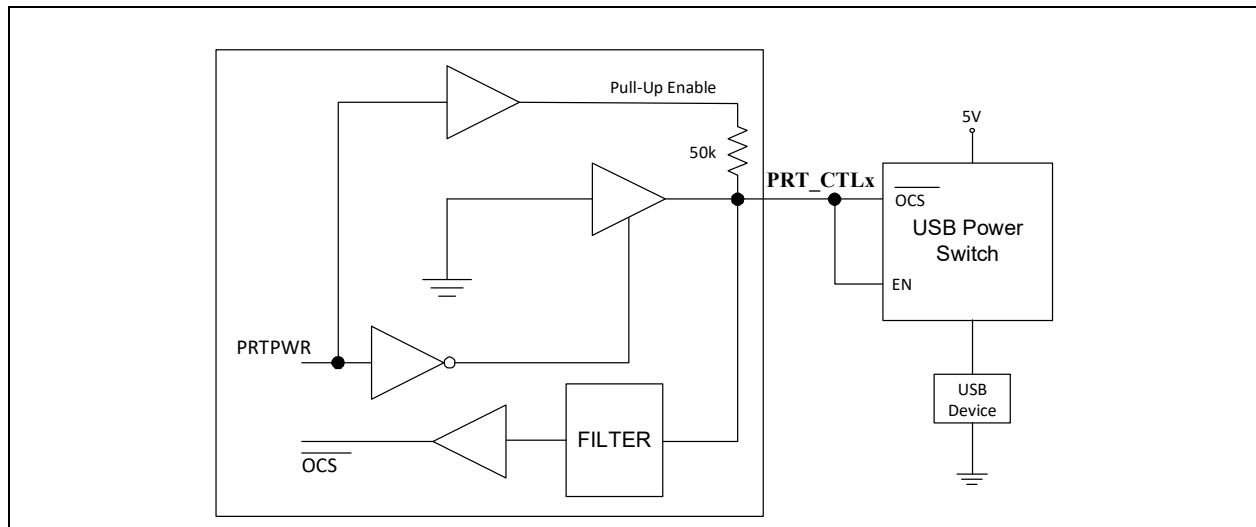 Pull-Up Enable
5V
50k
PRT_CTLx
OCS
USB Power
Switch
EN
PRTPWR
USB
Device
FILTER
OCS